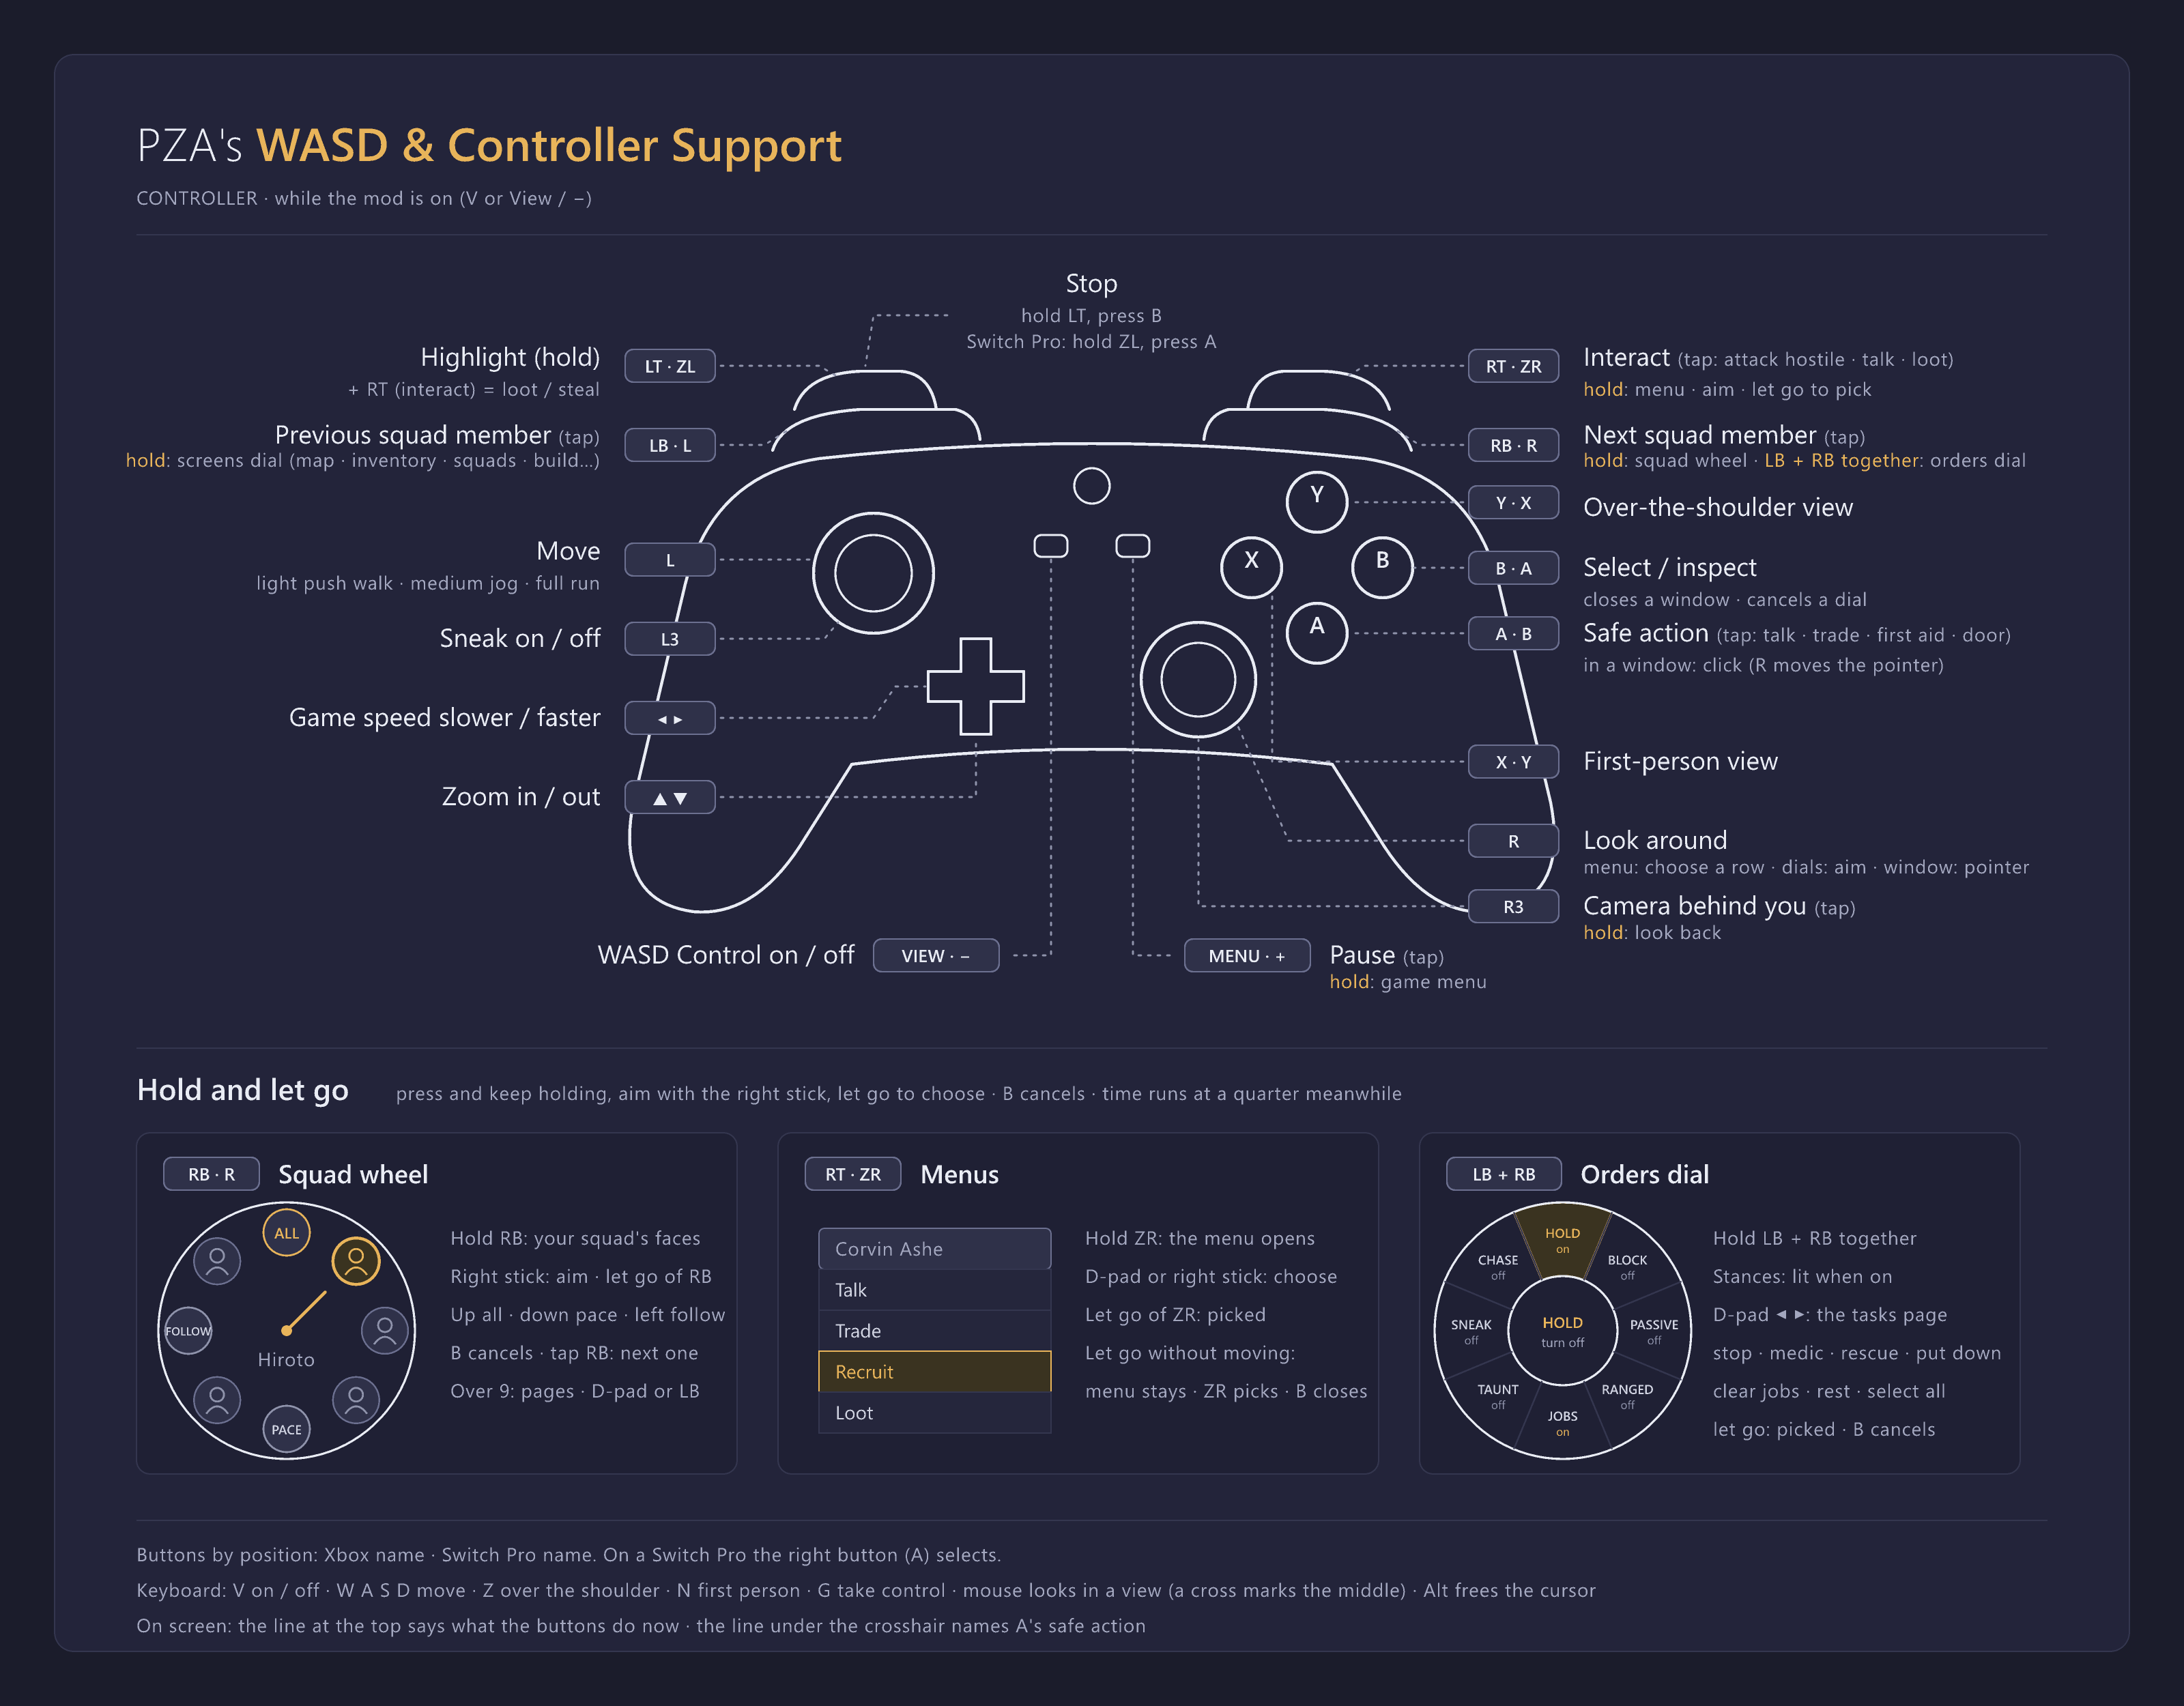 PZA's WASD & Controller Support
CONTROLLER · while the mod is on (V or View / −)
Stop
hold LT, press B
Switch Pro: hold ZL, press A
Highlight (hold)
+ RT (interact) = loot / steal
LT · ZL
Previous squad member (tap)
hold: screens dial (map · inventory · squads · build...)
LB · L
Move
light push walk · medium jog · full run
L
Sneak on / off
L3
Game speed slower / faster
◂ ▸
Zoom in / out
▲ ▼
RT · ZR
Interact (tap: attack hostile · talk · loot)
hold: menu · aim · let go to pick
RB · R
Next squad member (tap)
hold: squad wheel · LB + RB together: orders dial
Y
X
B
A
Y · X
Over-the-shoulder view
B · A
Select / inspect
closes a window · cancels a dial
A · B
Safe action (tap: talk · trade · first aid · door)
in a window: click (R moves the pointer)
X · Y
First-person view
R
Look around
menu: choose a row · dials: aim · window: pointer
R3
Camera behind you (tap)
hold: look back
WASD Control on / off
VIEW · −
MENU · +
Pause (tap)
hold: game menu
Hold and let go
press and keep holding, aim with the right stick, let go to choose · B cancels · time runs at a quarter meanwhile
RB · R
Squad wheel
ALL
FOLLOW
Hiroto
PACE
Hold RB: your squad's faces
Right stick: aim · let go of RB
Up all · down pace · left follow
B cancels · tap RB: next one
Over 9: pages · D-pad or LB
RT · ZR
Menus
Corvin Ashe
Talk
Trade
Recruit
Loot
Hold ZR: the menu opens
D-pad or right stick: choose
Let go of ZR: picked
Let go without moving:
menu stays · ZR picks · B closes
LB + RB
Orders dial
HOLD
on
CHASE
off
BLOCK
off
SNEAK
off
HOLD
turn off
PASSIVE
off
TAUNT
off
RANGED
off
JOBS
on
Hold LB + RB together
Stances: lit when on
D-pad ◂ ▸: the tasks page
stop · medic · rescue · put down
clear jobs · rest · select all
let go: picked · B cancels
Buttons by position: Xbox name · Switch Pro name. On a Switch Pro the right button (A) selects.
Keyboard: V on / off · W A S D move · Z over the shoulder · N first person · G take control · mouse looks in a view (a cross marks the middle) · Alt frees the cursor
On screen: the line at the top says what the buttons do now · the line under the crosshair names A's safe action